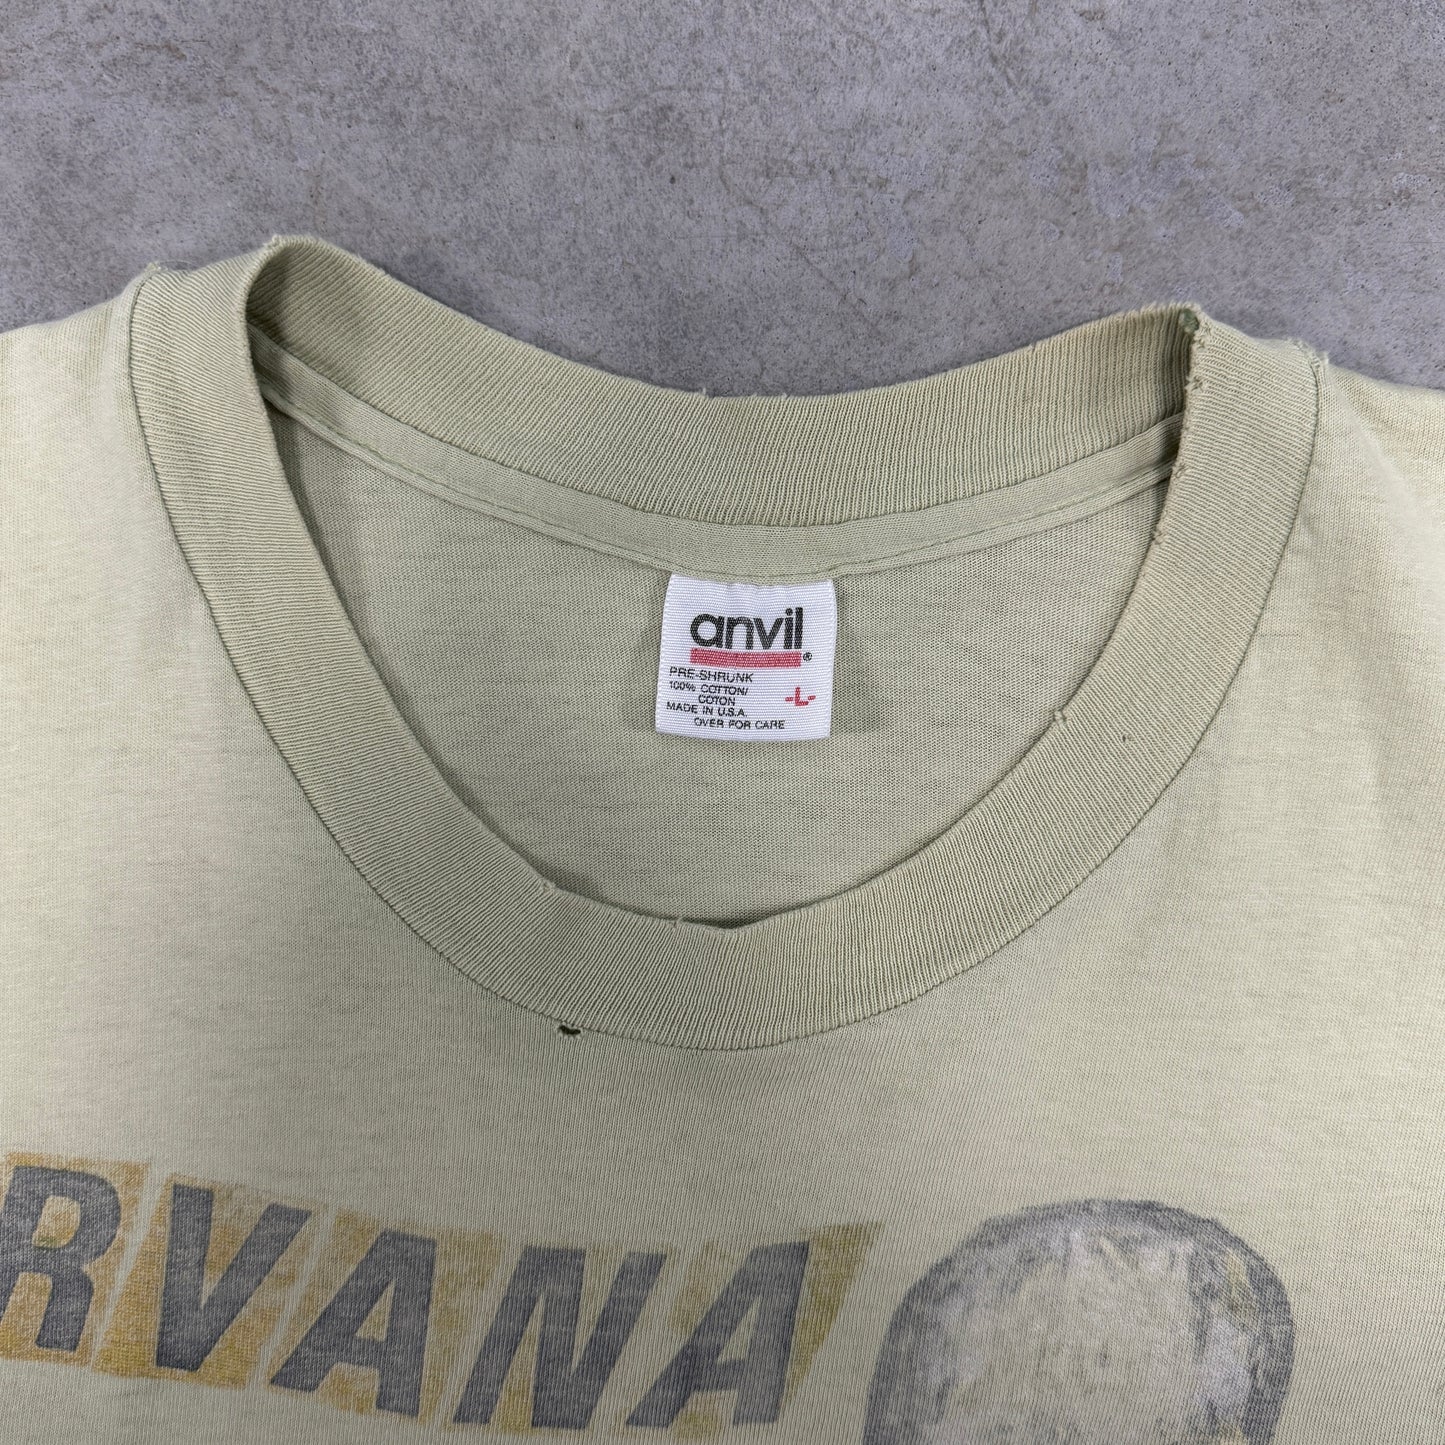 anvil®
PRE-SHRUNK
100% COTTON/
COTON
-L-
MADE IN U.S.A.
OVER FOR CARE
RVANA